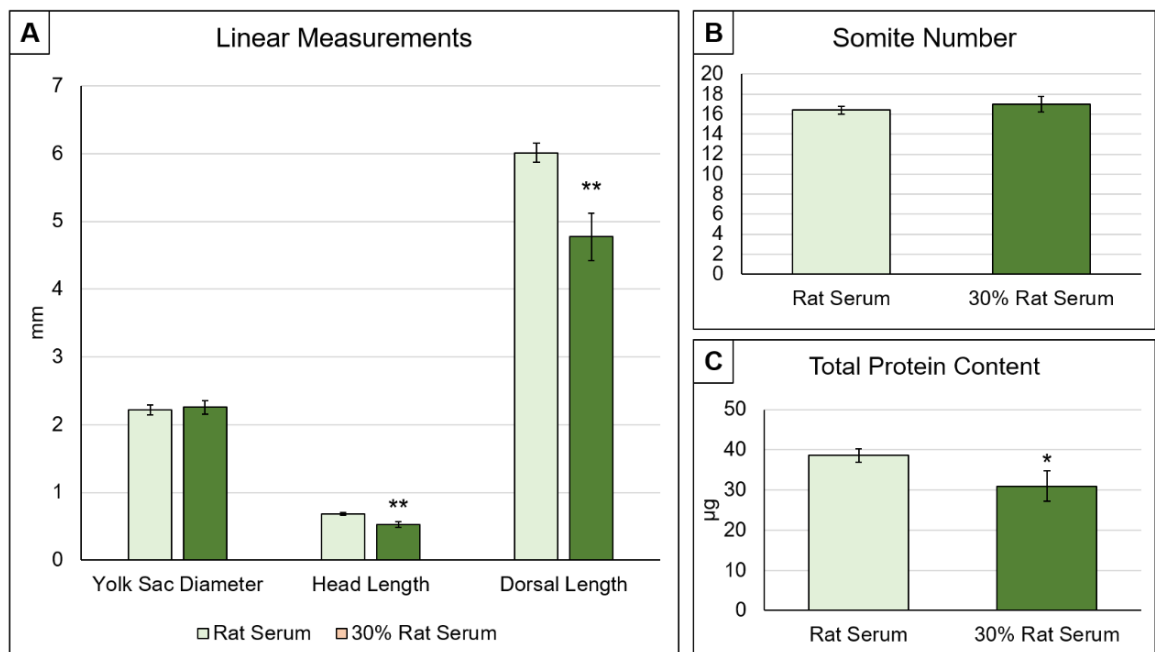 A
Linear Measurements
7
6
5
4
3
2
1
0
mm
**
**
Yolk Sac Diameter
Head Length
Dorsal Length
Rat Serum
30% Rat Serum
B
Somite Number
20
18
16
14
12
10
8
6
4
2
0
Rat Serum
30% Rat Serum
C
Total Protein Content
50
40
30
20
10
0
µg
*
Rat Serum
30% Rat Serum